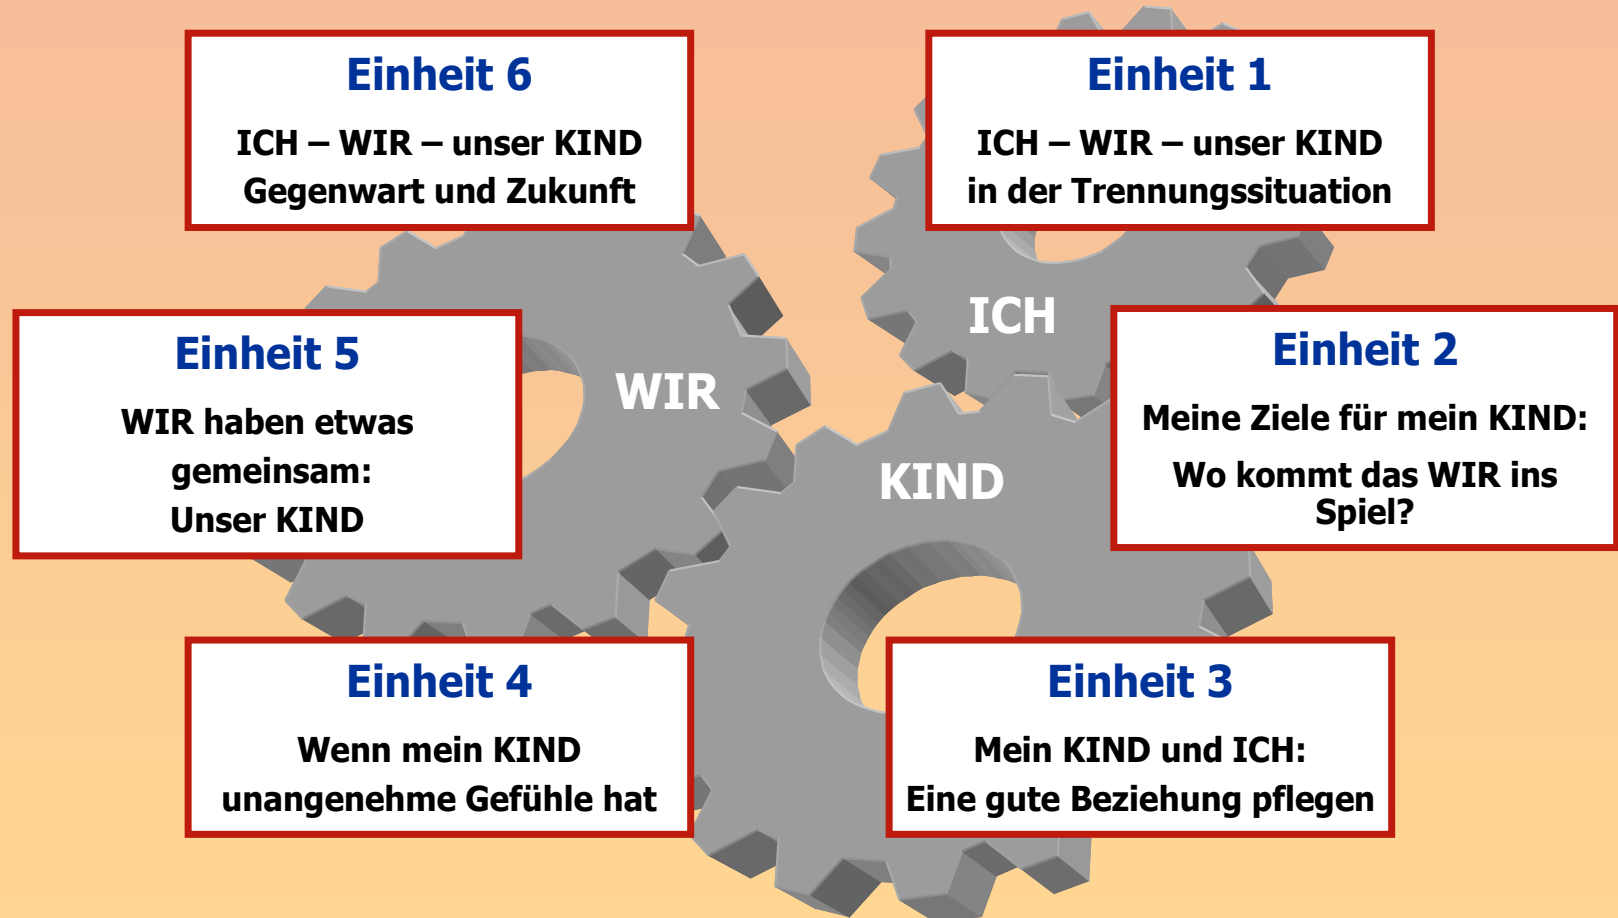 Einheit 1
ICH – WIR – unser KIND
in der Trennungssituation
Einheit 2
Meine Ziele für mein KIND:
Wo kommt das WIR ins
Spiel?
Einheit 3
Mein KIND und ICH:
Eine gute Beziehung pflegen
Einheit 4
Wenn mein KIND
unangenehme Gefühle hat
Einheit 5
WIR haben etwas
gemeinsam:
Unser KIND
Einheit 6
ICH – WIR – unser KIND
Gegenwart und Zukunft
ICH
WIR
KIND